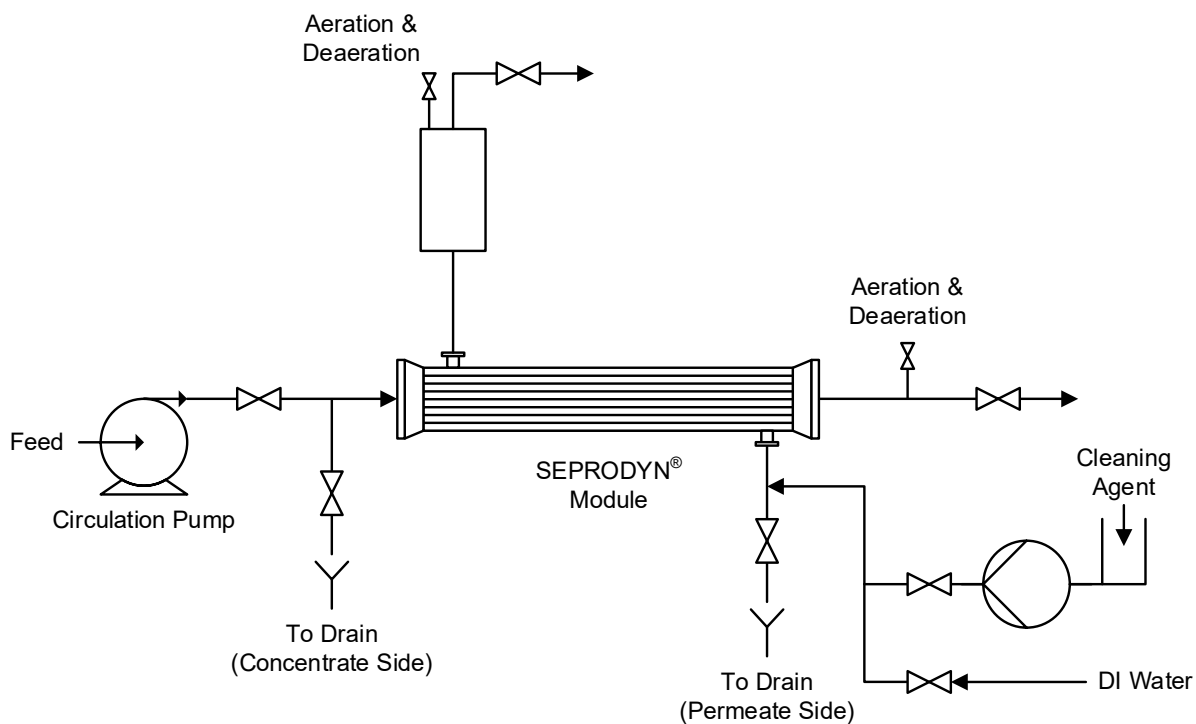 Aeration &
Deaeration
Aeration &
Deaeration
Feed
Circulation Pump
SEPRODYN®
Module
Cleaning
Agent
To Drain
(Concentrate Side)
To Drain
(Permeate Side)
DI Water